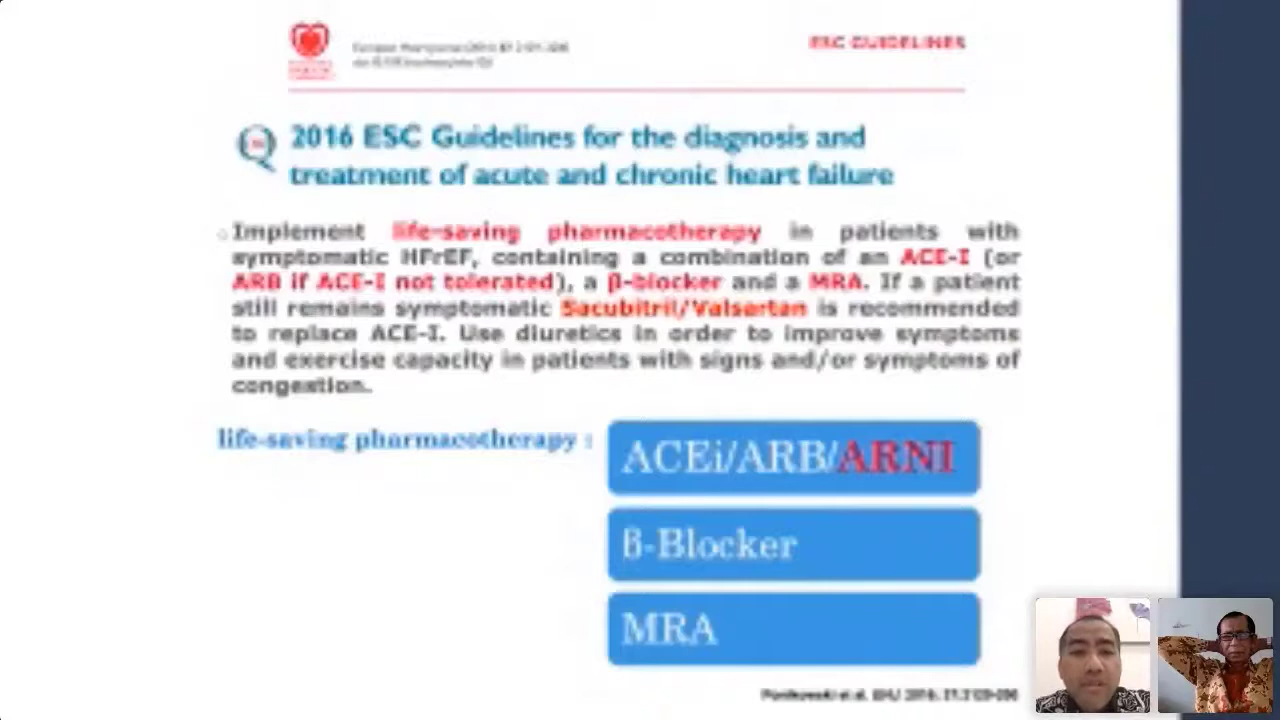 ESC GUIDELINES
2016 ESC Guidelines for the diagnosis and
treatment of acute and chronic heart failure
Implement life-saving pharmacotherapy in patients with
symptomatic HFrEF, containing a combination of an ACE-I (or
ARB if ACE-I not tolerated), a β-blocker and a MRA. If a patient
still remains symptomatic Sacubitril/Valsartan is recommended
to replace ACE-I. Use diuretics in order to improve symptoms
and exercise capacity in patients with signs and/or symptoms of
congestion.
life-saving pharmacotherapy :
ACEi/ARB/ARNI
β-Blocker
MRA
et al. 2016